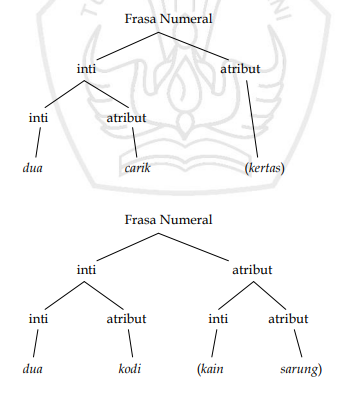 Frasa Numeral
inti atribut
inti atribut
dua carik (kertas)
Frasa Numeral
inti atribut
inti atribut inti atribut
dua kodi (kain sarung)